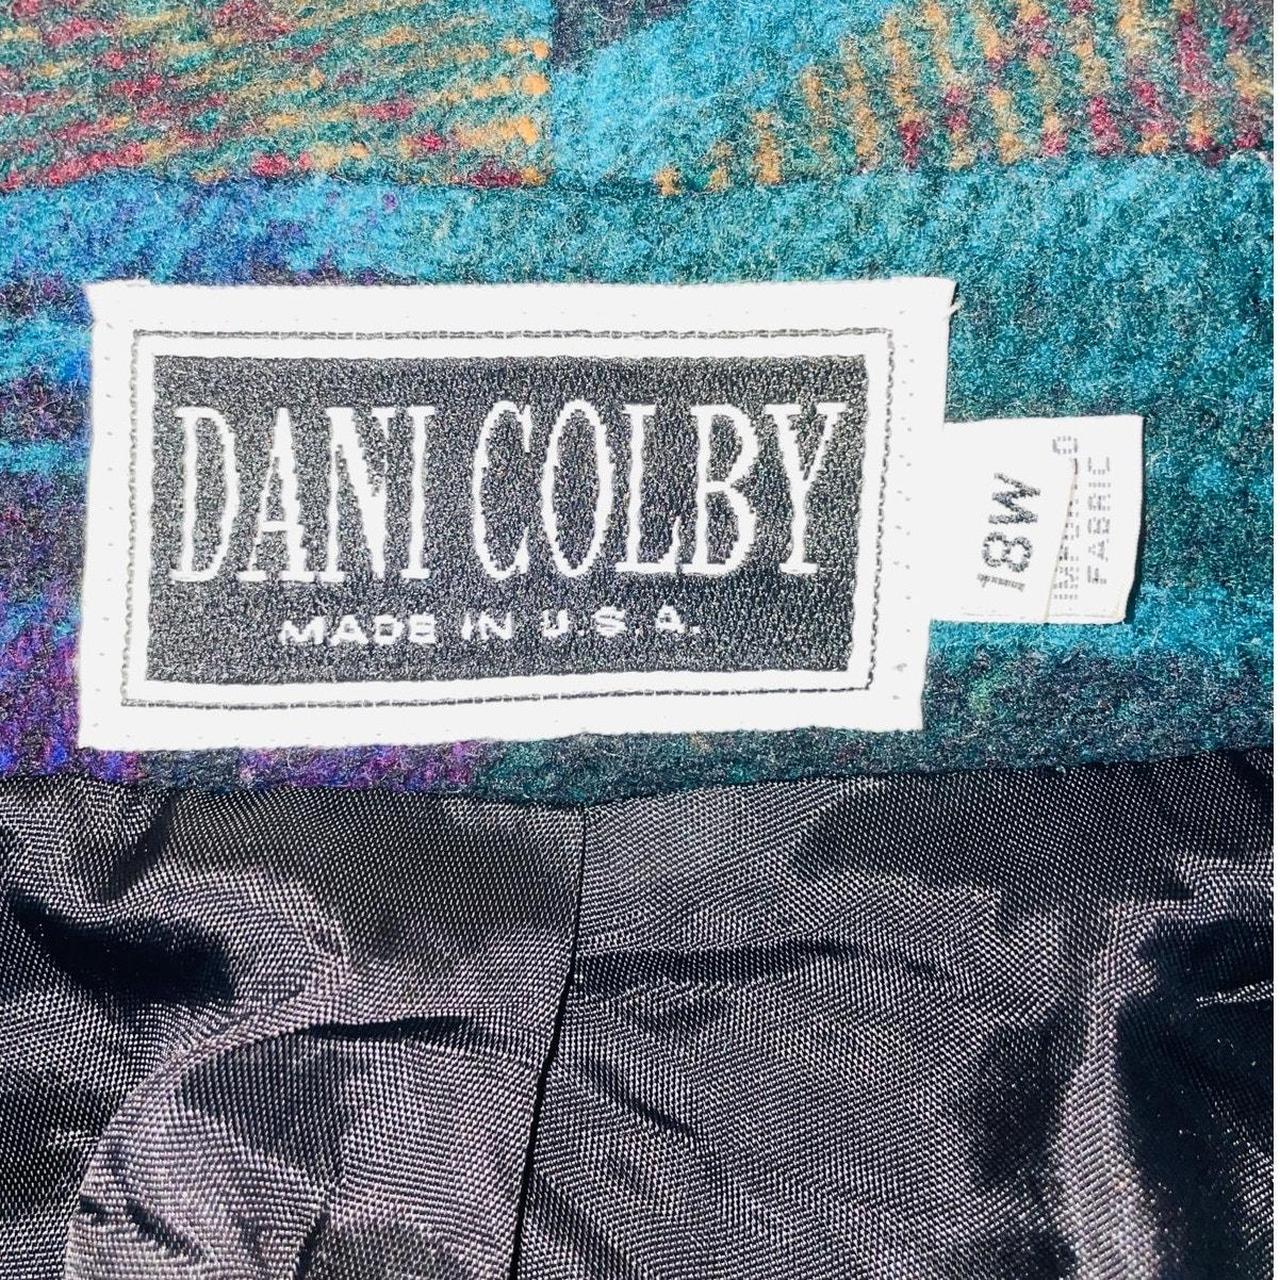 DANI COLBY
MADE IN U.S.A.
18W
FABRIC